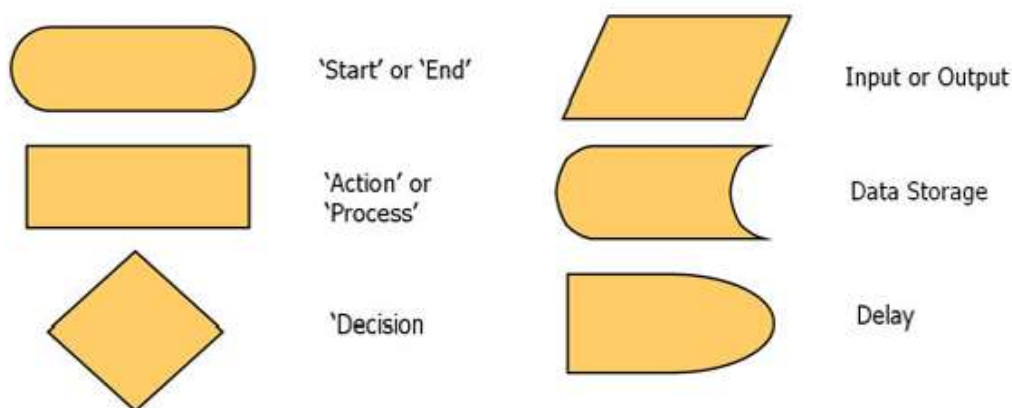 ‘Start’ or ‘End’
Input or Output
‘Action’ or
‘Process’
Data Storage
‘Decision
Delay